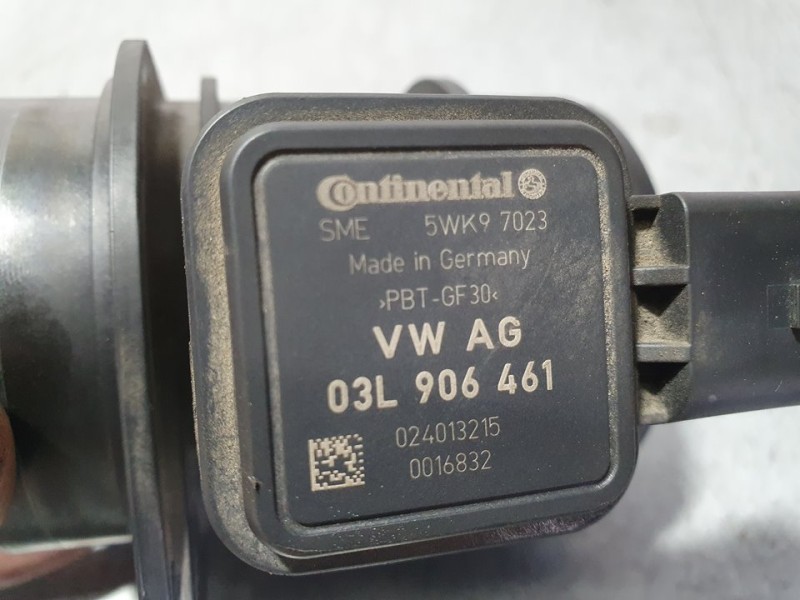 Continental
SME 5WK9 7023
Made in Germany
›PBT-GF30‹
VW AG
03L 906 461
024013215
0016832